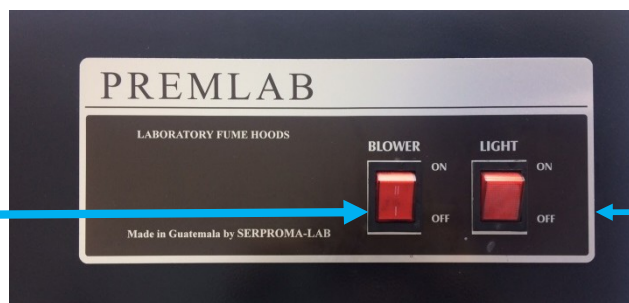 PREMLAB
LABORATORY FUME HOODS
BLOWER
LIGHT
ON
ON
OFF
OFF
Made in Guatemala by SERPROMA-LAB